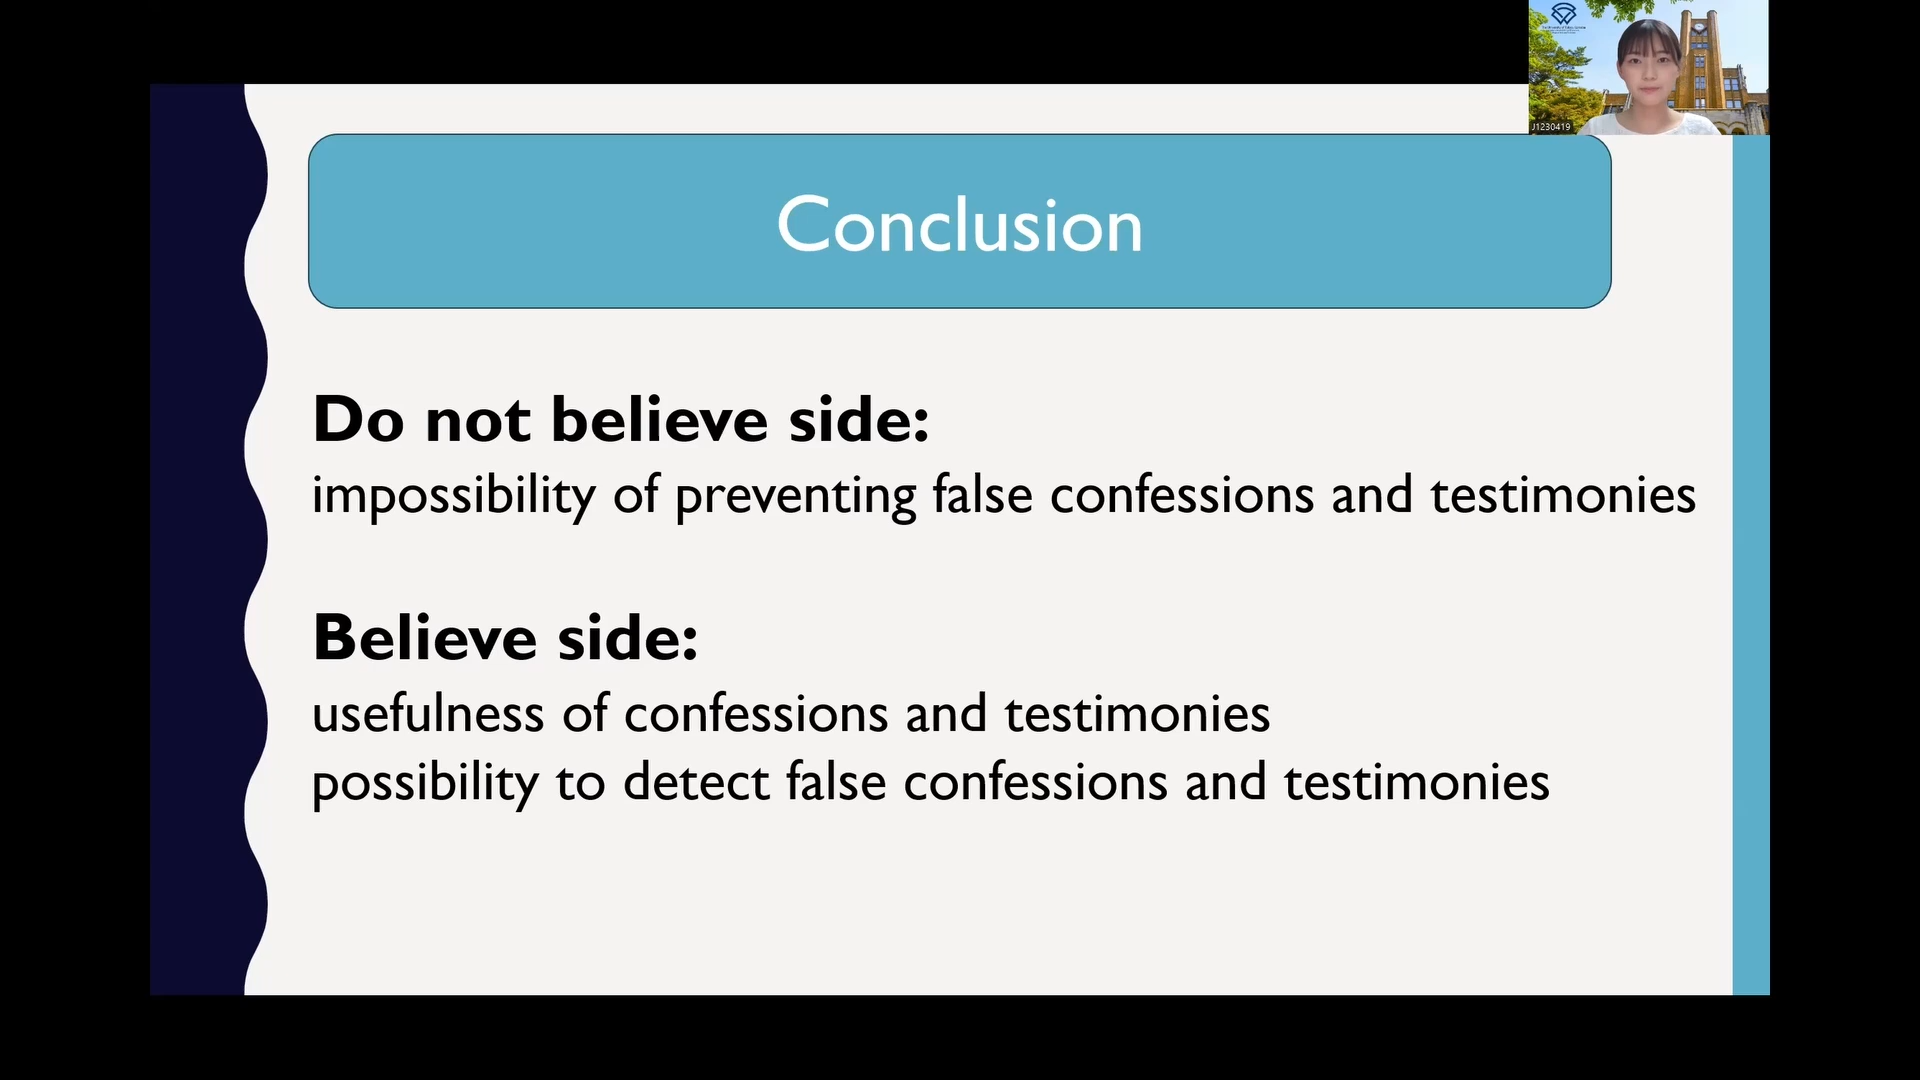 J1230419
Conclusion
Do not believe side:
impossibility of preventing false confessions and testimonies
Believe side:
usefulness of confessions and testimonies
possibility to detect false confessions and testimonies